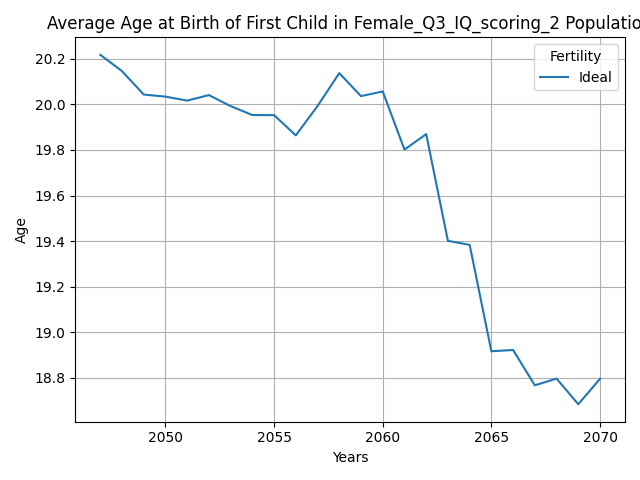 Average Age at Birth of First Child in Female_Q3_IQ_scoring_2 Populatio
Fertility
Ideal
20.2
20.0
19.8
19.6
19.4
19.2
19.0
18.8
Age
2050 2055 2060 2065 2070
Years